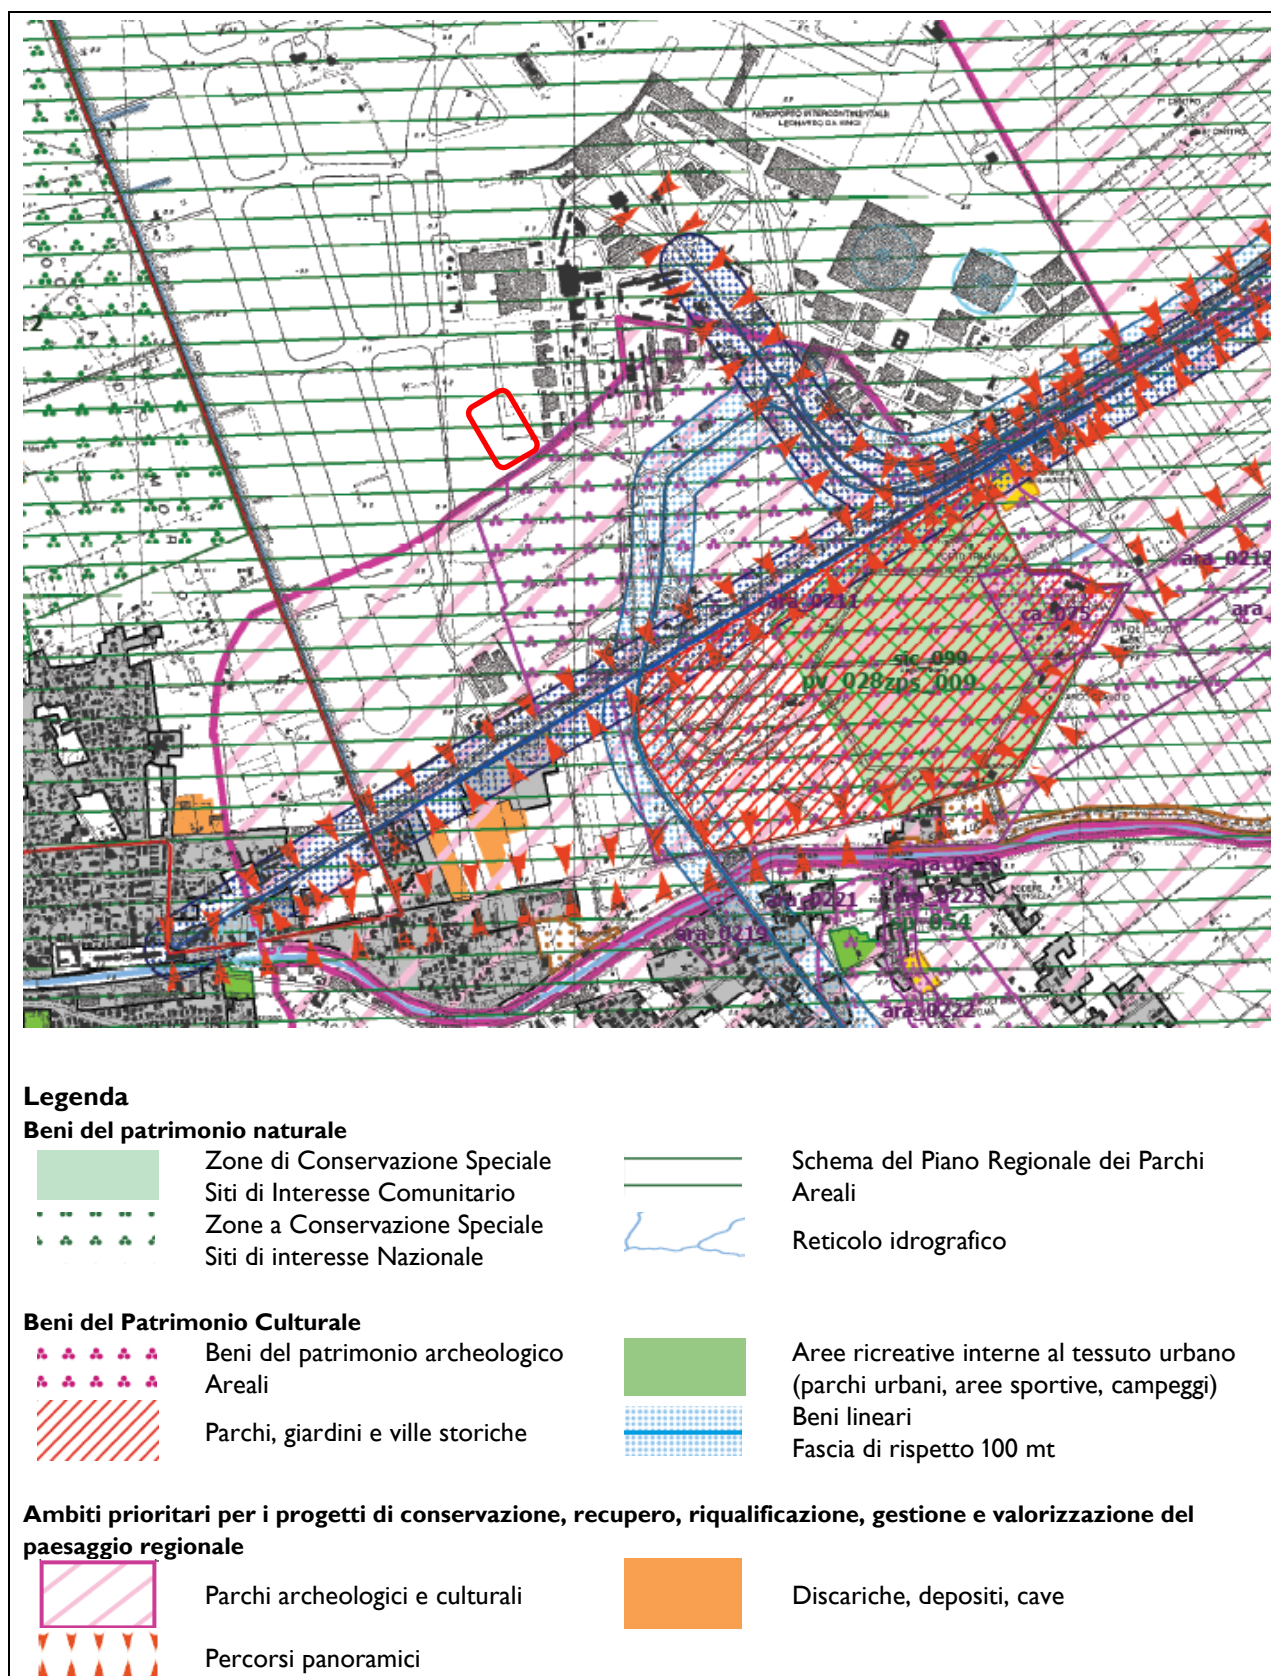 AEROPORTO INTERCONTINENTALE
LEONARDO DA VINCI
ara_0211
ara_0212
ara_
ca_075
sic_099
pv_028zps_009
ara_0221
ara_0223
ara_0219
ara_0222
Legenda
Beni del patrimonio naturale
Zone di Conservazione Speciale
Siti di Interesse Comunitario
Schema del Piano Regionale dei Parchi
Areali
Zone a Conservazione Speciale
Siti di interesse Nazionale
Reticolo idrografico
Beni del Patrimonio Culturale
Beni del patrimonio archeologico
Areali
Aree ricreative interne al tessuto urbano
(parchi urbani, aree sportive, campeggi)
Parchi, giardini e ville storiche
Beni lineari
Fascia di rispetto 100 mt
Ambiti prioritari per i progetti di conservazione, recupero, riqualificazione, gestione e valorizzazione del
paesaggio regionale
Parchi archeologici e culturali
Discariche, depositi, cave
Percorsi panoramici